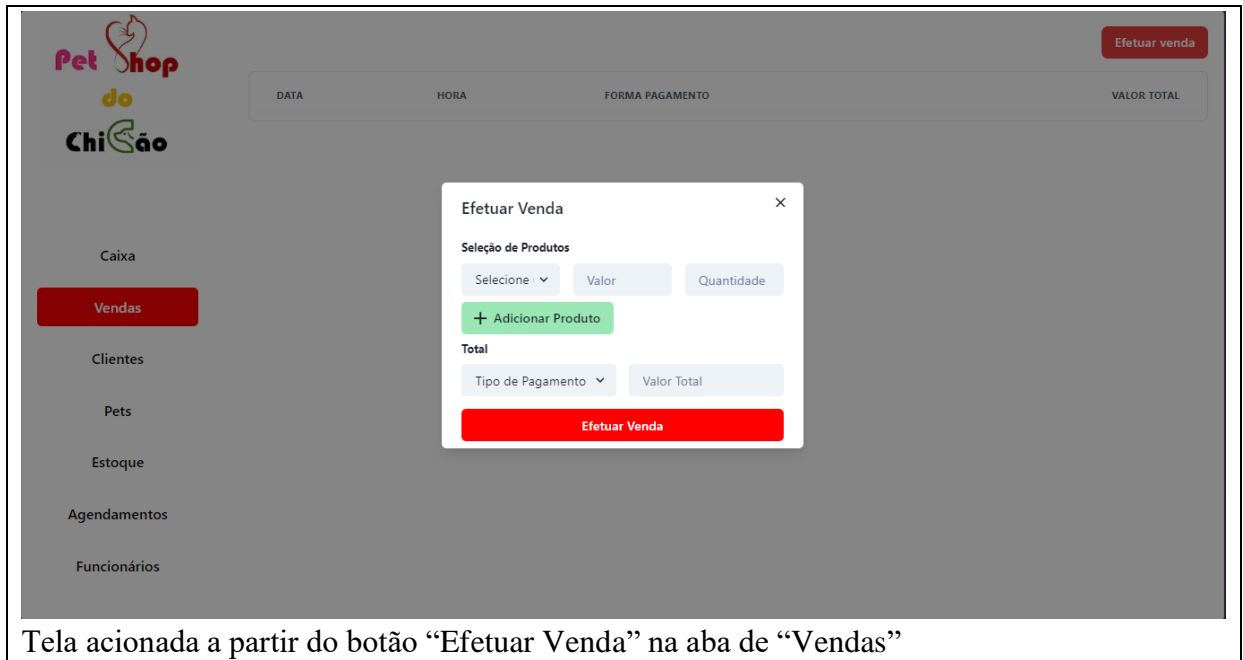 Pet Shop
do
Chicão
Efetuar venda
DATA HORA FORMA PAGAMENTO VALOR TOTAL
Caixa
Vendas
Clientes
Pets
Estoque
Agendamentos
Funcionários
Efetuar Venda
Seleção de Produtos
Selecione Valor Quantidade
+ Adicionar Produto
Total
Tipo de Pagamento Valor Total
Efetuar Venda
Tela acionada a partir do botão “Efetuar Venda” na aba de “Vendas”